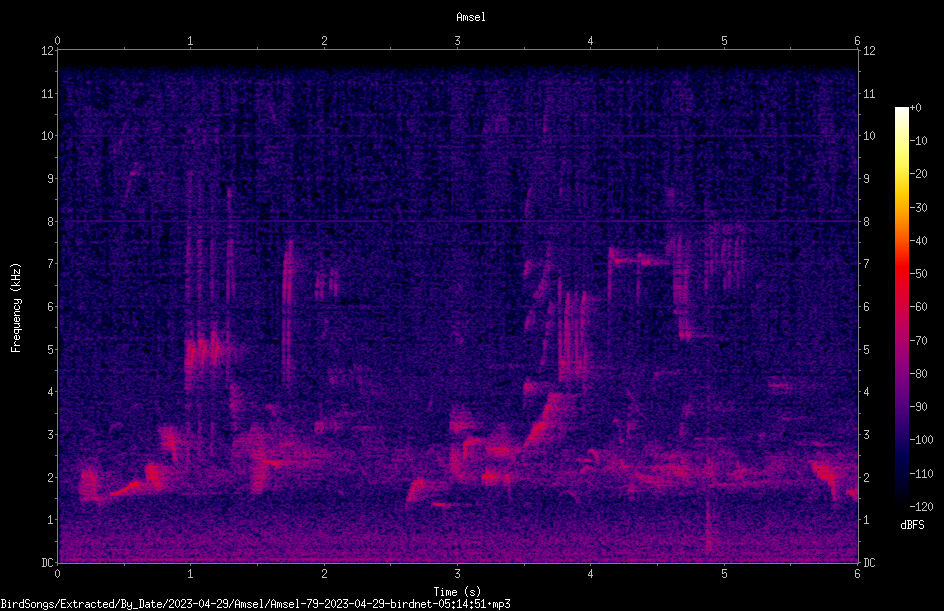 Amsel
0 1 2 3 4 5 6
12 12 +0
11 11 -10
10 10 -20
9 9 -30
8 8 -40
7 7 -50
6 6 -60
5 5 -70
4 4 -80
3 3 -90
2 2 -100
1 1 -110
DC DC -120
Frequency (kHz)
dBFS
0 1 2 3 4 5 6
Time (s)
BirdSongs/Extracted/By_Date/2023-04-29/Amsel/Amsel-79-2023-04-29-birdnet-05:14:51.mp3